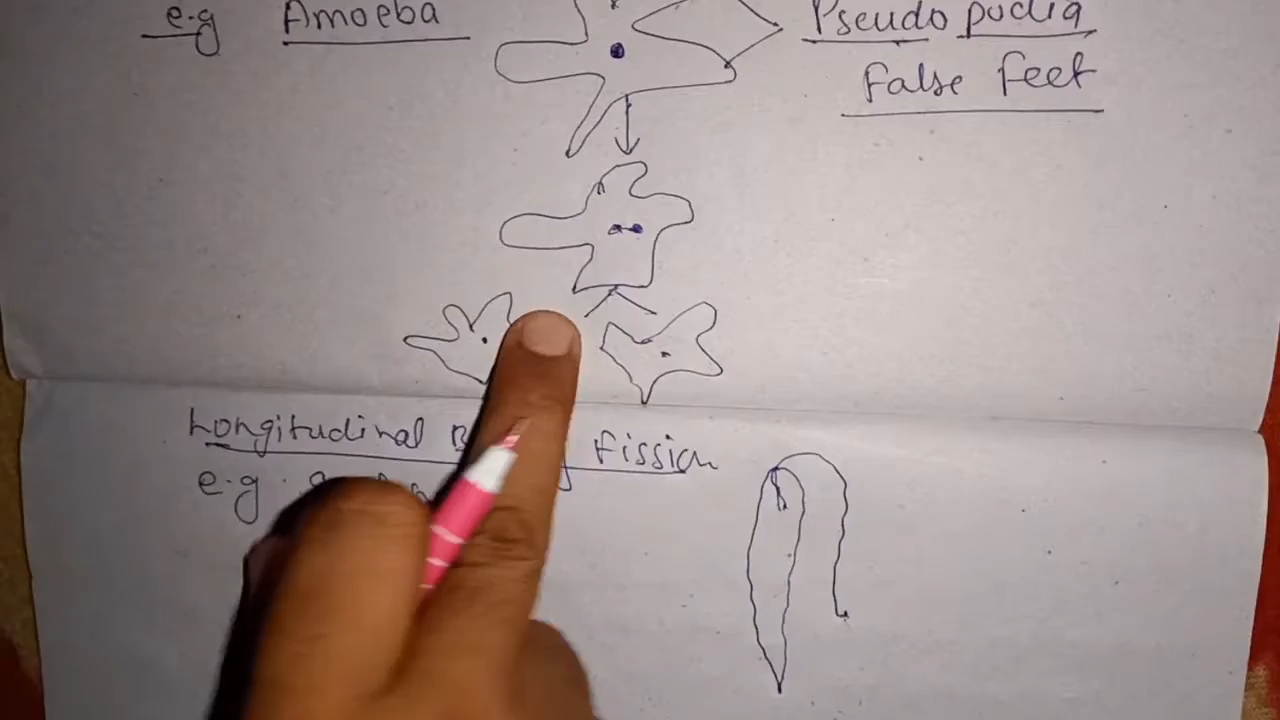 e.g Amoeba
Pseudo podia
False feet
Longitudinal fission
e.g.